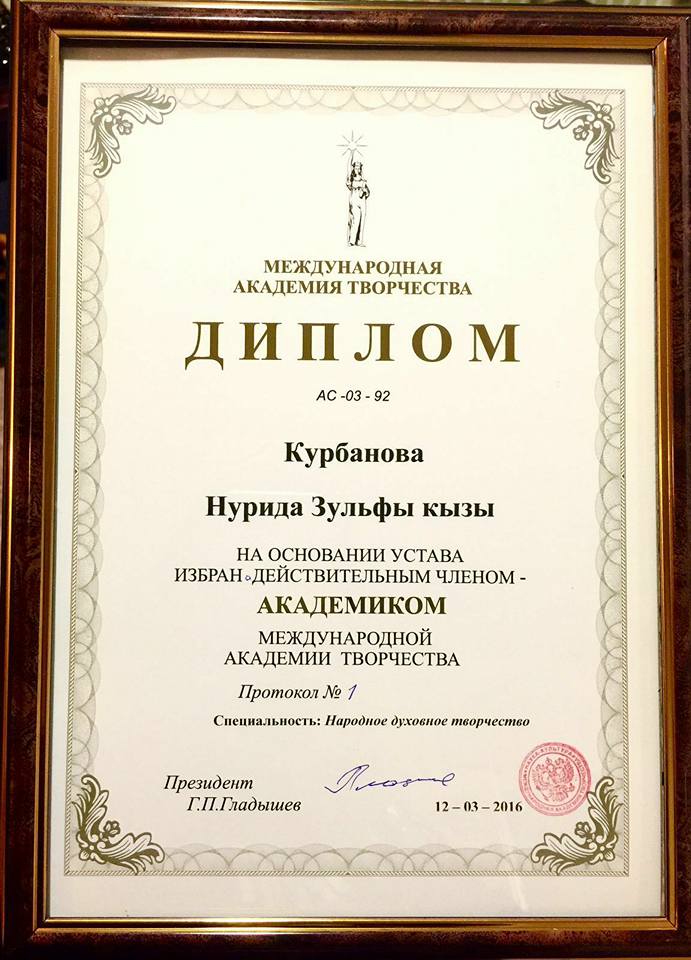 МЕЖДУНАРОДНАЯ
АКАДЕМИЯ ТВОРЧЕСТВА
ДИПЛОМ
АС -03 - 92
Курбанова
Нурида Зульфы кызы
НА ОСНОВАНИИ УСТАВА
ИЗБРАН ДЕЙСТВИТЕЛЬНЫМ ЧЛЕНОМ -
АКАДЕМИКОМ
МЕЖДУНАРОДНОЙ
АКАДЕМИИ ТВОРЧЕСТВА
Протокол № 1
Специальность: Народное духовное творчество
Президент
Г.П.Гладышев
12 – 03 – 2016